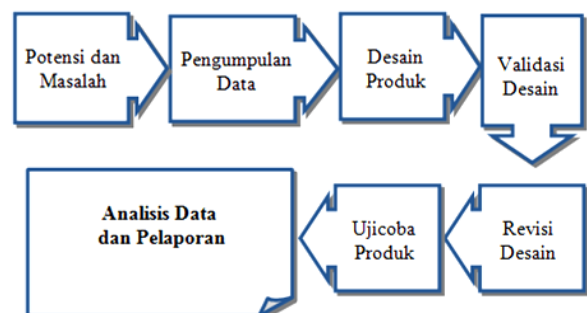 Potensi dan
Masalah
Pengumpulan
Data
Desain
Produk
Validasi
Desain
Revisi
Desain
Ujicoba
Produk
Analisis Data
dan Pelaporan